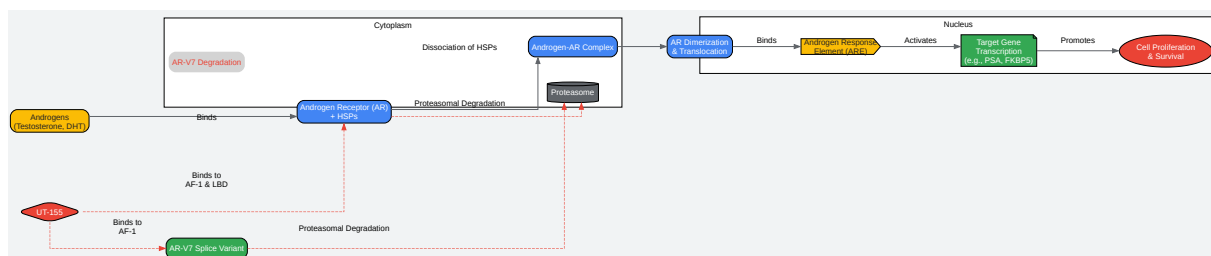 Cytoplasm
Nucleus
AR-V7 Degradation
Dissociation of HSPs
Androgen-AR Complex
AR Dimerization
& Translocation
Binds
Androgen Response
Element (ARE)
Activates
Target Gene
Transcription
(e.g., PSA, FKBP5)
Promotes
Cell Proliferation
& Survival
Proteasome
Androgens
(Testosterone, DHT)
Binds
Androgen Receptor (AR)
+ HSPs
Proteasomal Degradation
Binds to
AF-1 & LBD
UT-155
Binds to
AF-1
AR-V7 Splice Variant
Proteasomal Degradation